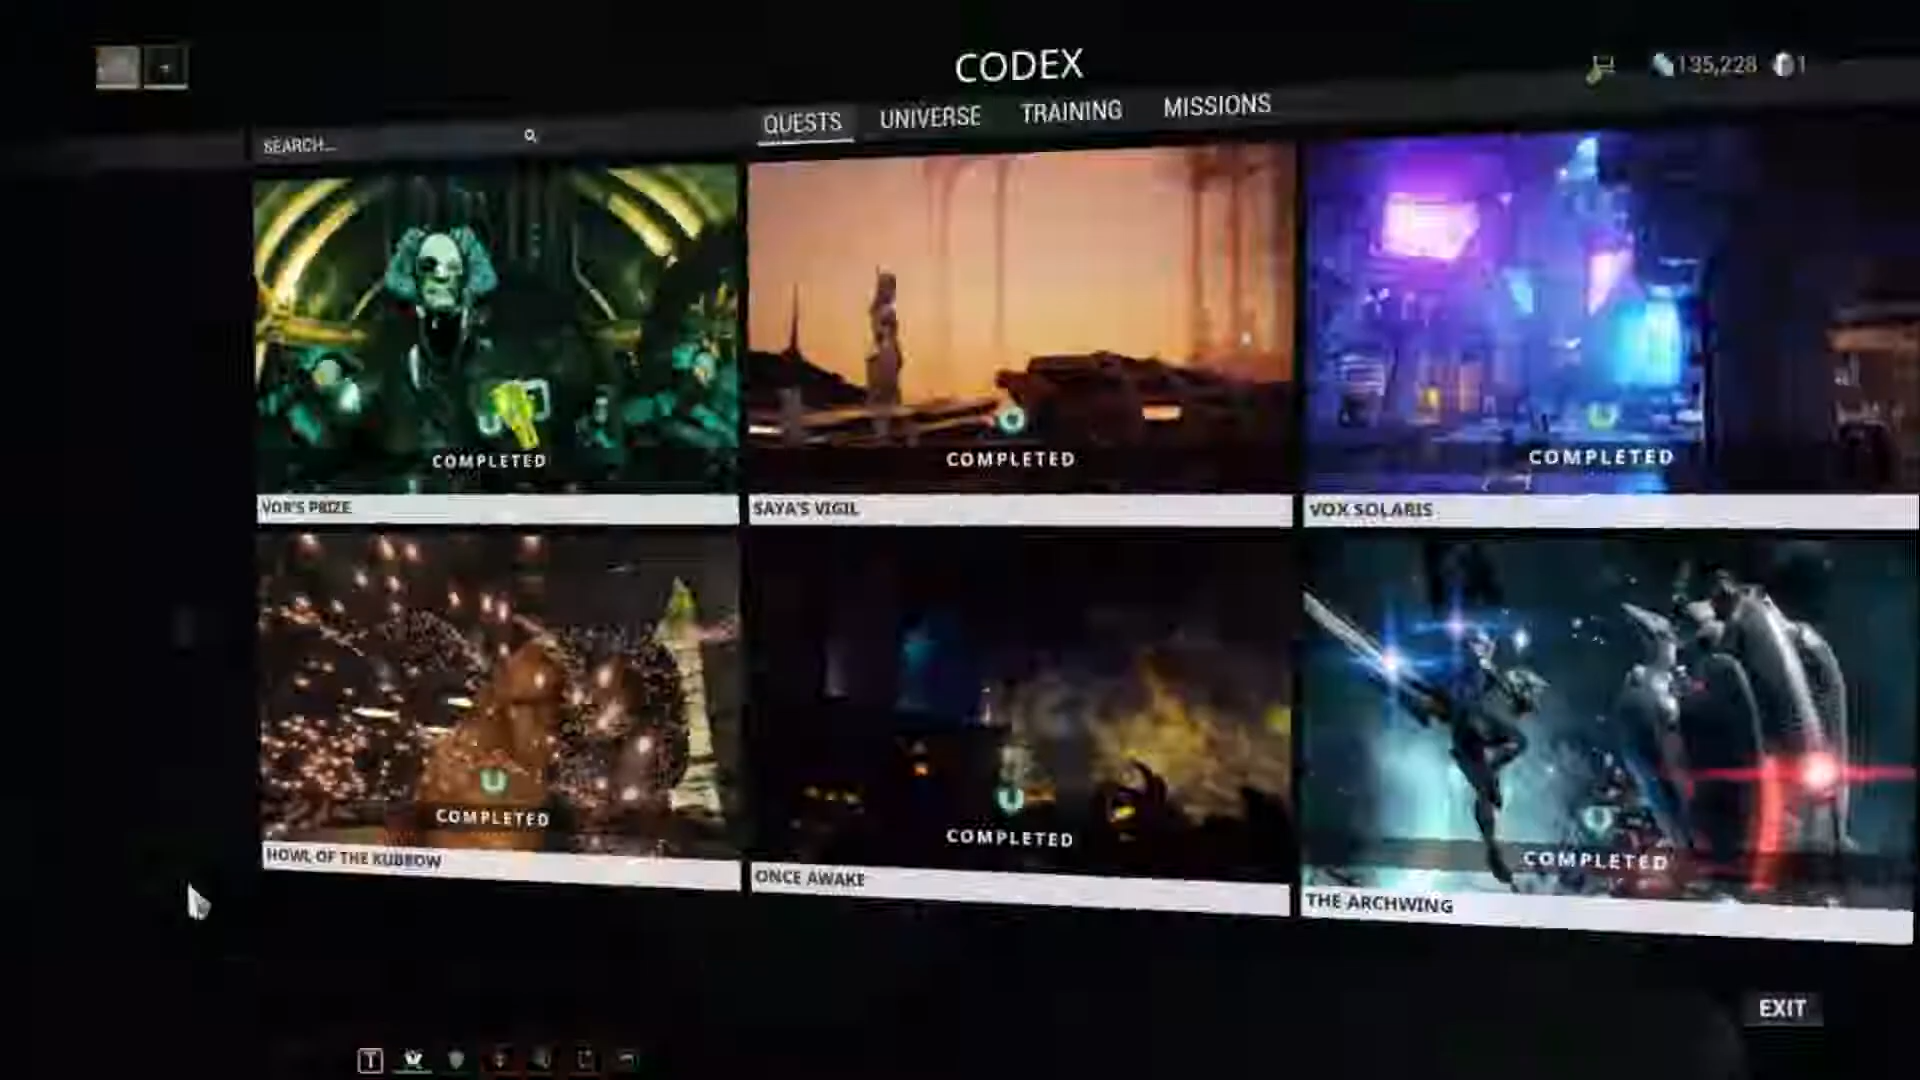 CODEX
135,228 1
QUESTS UNIVERSE TRAINING MISSIONS
SEARCH...
COMPLETED COMPLETED COMPLETED
VOR'S PRIZE SAYA'S VIGIL VOX SOLARIS
COMPLETED COMPLETED COMPLETED
HOWL OF THE KUBROW ONCE AWAKE THE ARCHWING
EXIT
T